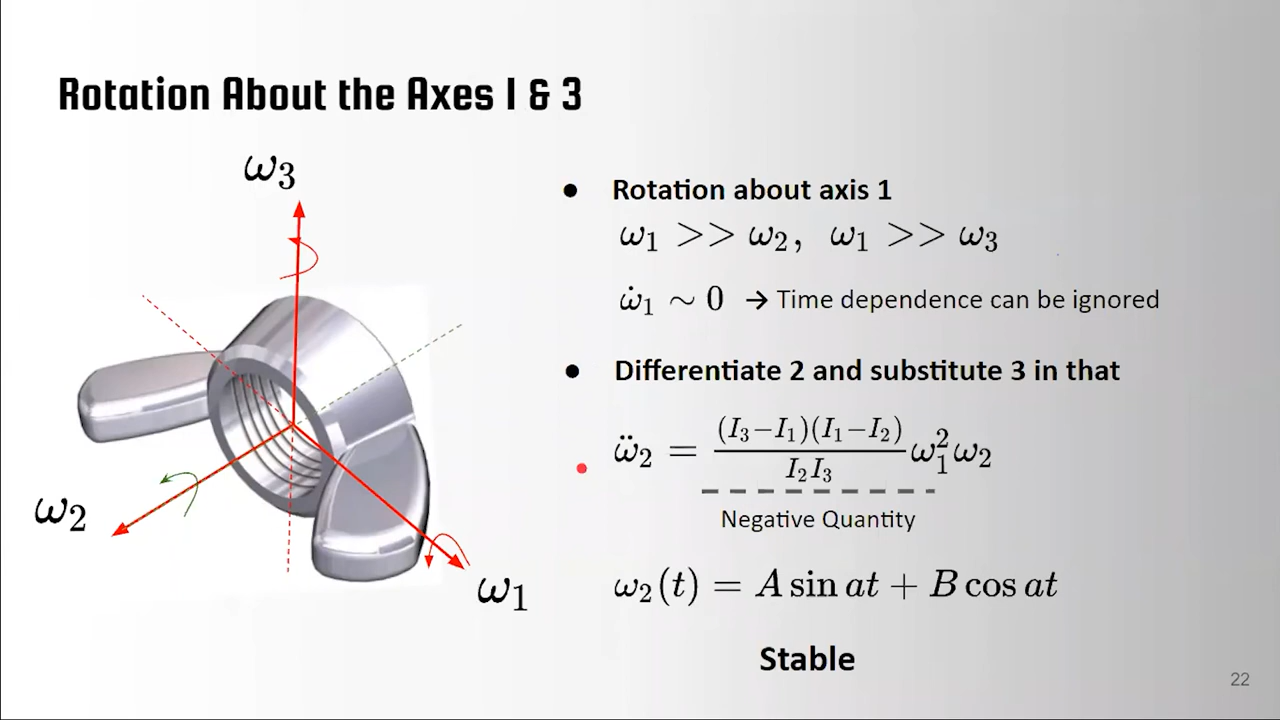 Rotation About the Axes 1 & 3
ω₃
ω₂
ω₁
● Rotation about axis 1
ω₁ >> ω₂, ω₁ >> ω₃
ω̇₁ ∼ 0 → Time dependence can be ignored
● Differentiate 2 and substitute 3 in that
ω̈₂ = \frac{(I₃−I₁)(I₁−I₂)}{I₂I₃} ω₁²ω₂
Negative Quantity
ω₂(t) = A sin at + B cos at
Stable
22